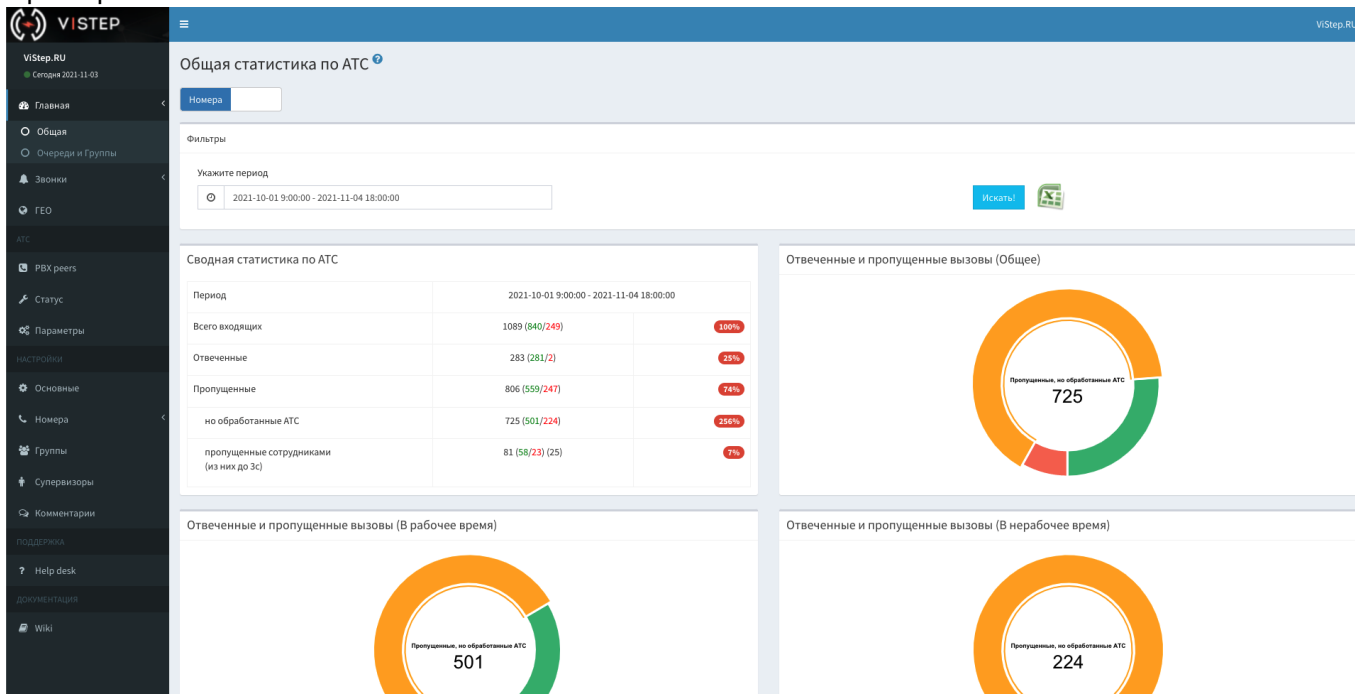 VISTEP
ViStep.RU
ViStep.RU
Сегодня 2021-11-03
Общая статистика по АТС ?
Номера
Главная
Общая
Очереди и Группы
Звонки
ГЕО
АТС
PBX peers
Статус
Параметры
НАСТРОЙКИ
Основные
Номера
Группы
Супервизоры
Комментарии
ПОДДЕРЖКА
? Help desk
ДОКУМЕНТАЦИЯ
Wiki
Фильтры
Укажите период
2021-10-01 9:00:00 - 2021-11-04 18:00:00
Искать!
Сводная статистика по АТС
Период 2021-10-01 9:00:00 - 2021-11-04 18:00:00
Всего входящих 1089 (840/249) 100%
Отвеченные 283 (281/2) 25%
Пропущенные 806 (559/247) 74%
но обработанные АТС 725 (501/224) 256%
пропущенные сотрудниками 81 (58/23) (25) 7%
(из них до 3с)
Отвеченные и пропущенные вызовы (Общее)
Пропущенные, но обработанные АТС
725
Отвеченные и пропущенные вызовы (В рабочее время)
Пропущенные, но обработанные АТС
501
Отвеченные и пропущенные вызовы (В нерабочее время)
Пропущенные, но обработанные АТС
224